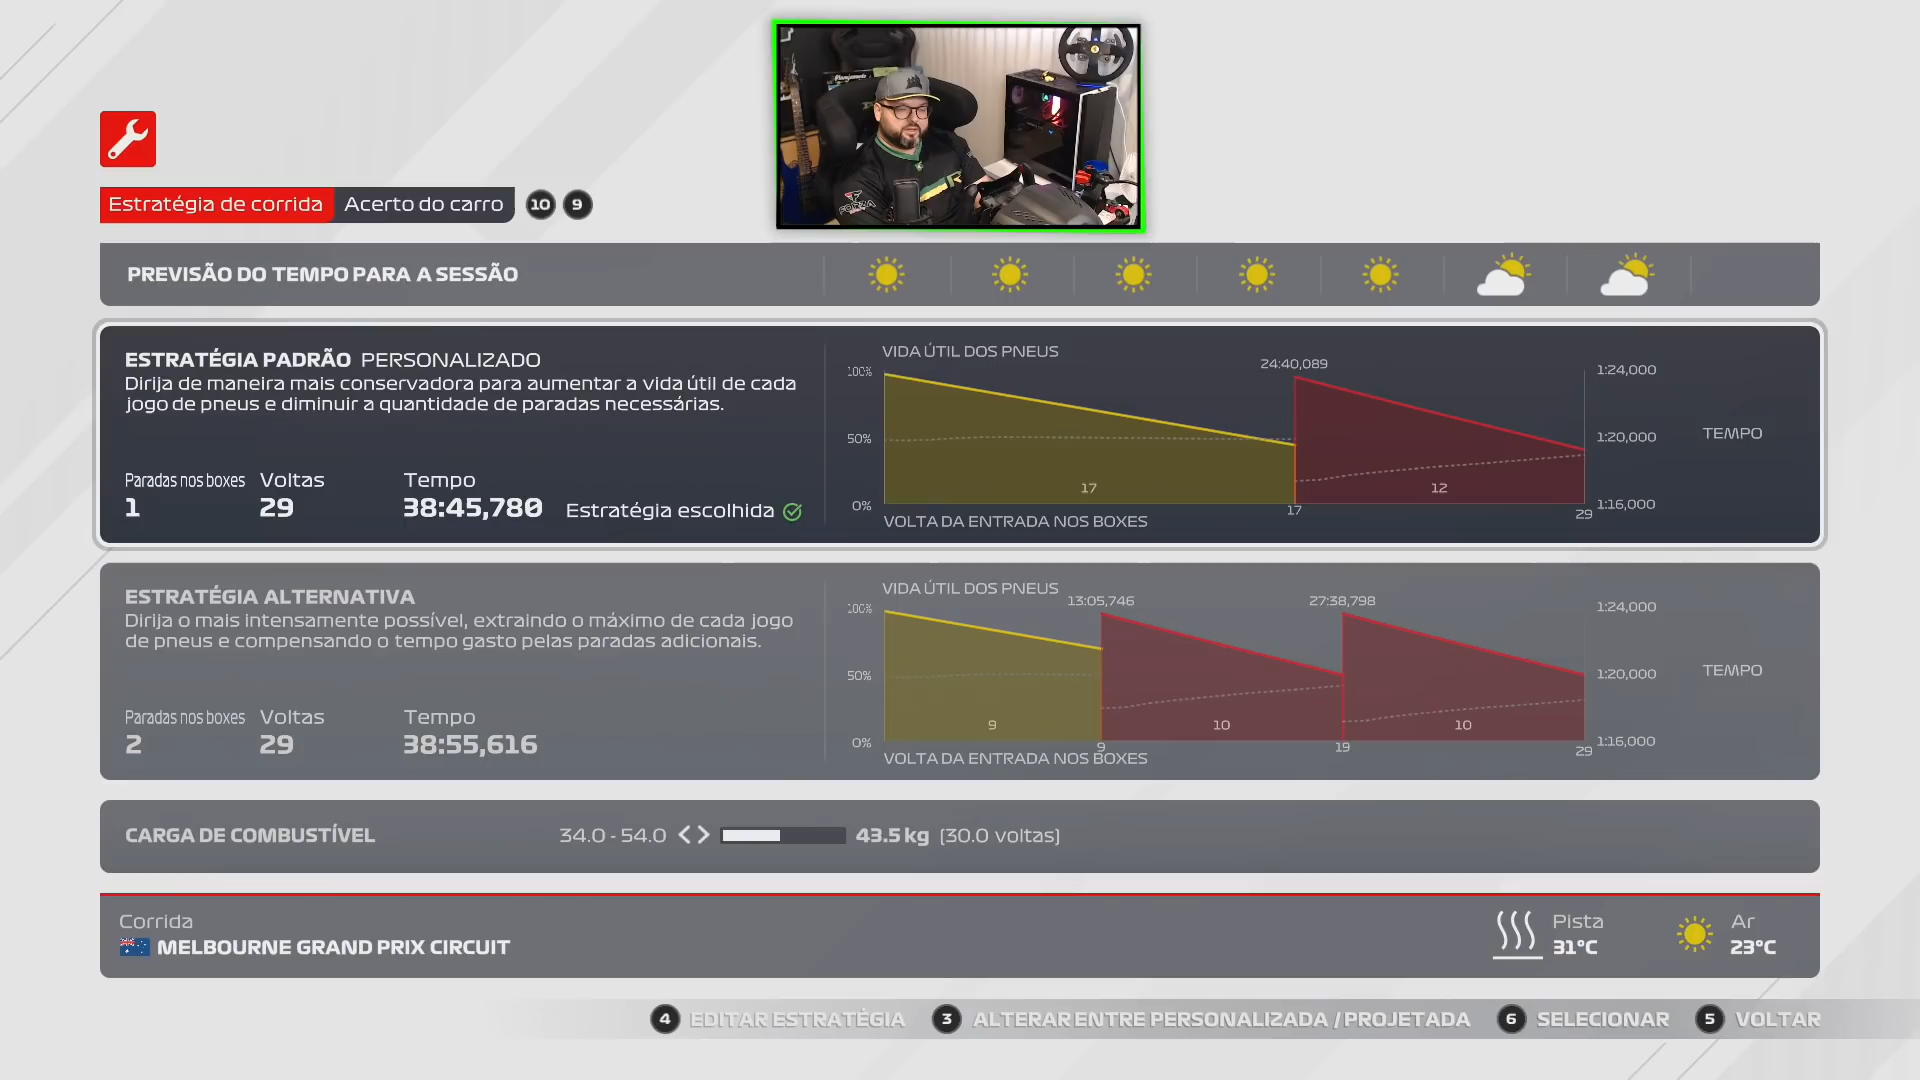 Estratégia de corrida
Acerto do carro
10 9
PREVISÃO DO TEMPO PARA A SESSÃO
ESTRATÉGIA PADRÃO PERSONALIZADO
Dirija de maneira mais conservadora para aumentar a vida útil de cada
jogo de pneus e diminuir a quantidade de paradas necessárias.
Paradas nos boxes Voltas Tempo
1 29 38:45,780 Estratégia escolhida
VIDA ÚTIL DOS PNEUS
24:40,089
100% 1:24,000
50% 1:20,000 TEMPO
17 12
0% 17 29 1:16,000
VOLTA DA ENTRADA NOS BOXES
ESTRATÉGIA ALTERNATIVA
Dirija o mais intensamente possível, extraindo o máximo de cada jogo
de pneus e compensando o tempo gasto pelas paradas adicionais.
Paradas nos boxes Voltas Tempo
2 29 38:55,616
VIDA ÚTIL DOS PNEUS
13:05,746 27:38,798
100% 1:24,000
50% 1:20,000 TEMPO
9 10 10
0% 9 19 29 1:16,000
VOLTA DA ENTRADA NOS BOXES
CARGA DE COMBUSTÍVEL 34.0 - 54.0 < > 43.5 kg (30.0 voltas)
Corrida
MELBOURNE GRAND PRIX CIRCUIT
Pista
31°C
Ar
23°C
4 EDITAR ESTRATÉGIA 3 ALTERAR ENTRE PERSONALIZADA / PROJETADA 6 SELECIONAR 5 VOLTAR